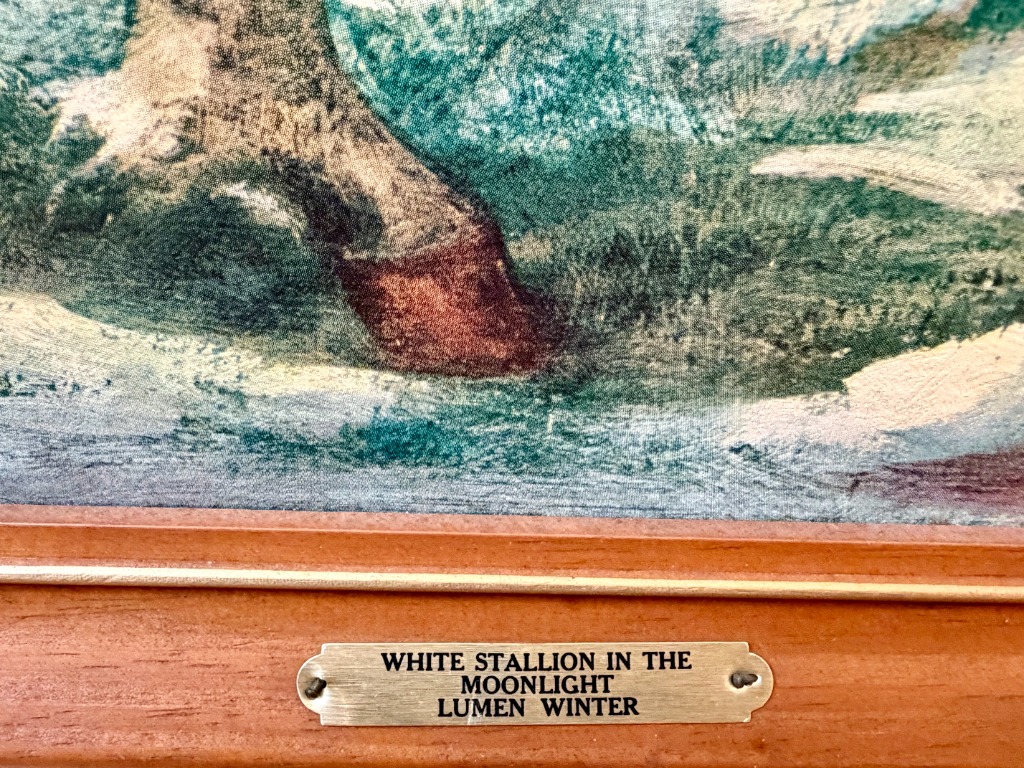 WHITE STALLION IN THE
MOONLIGHT
LUMEN WINTER